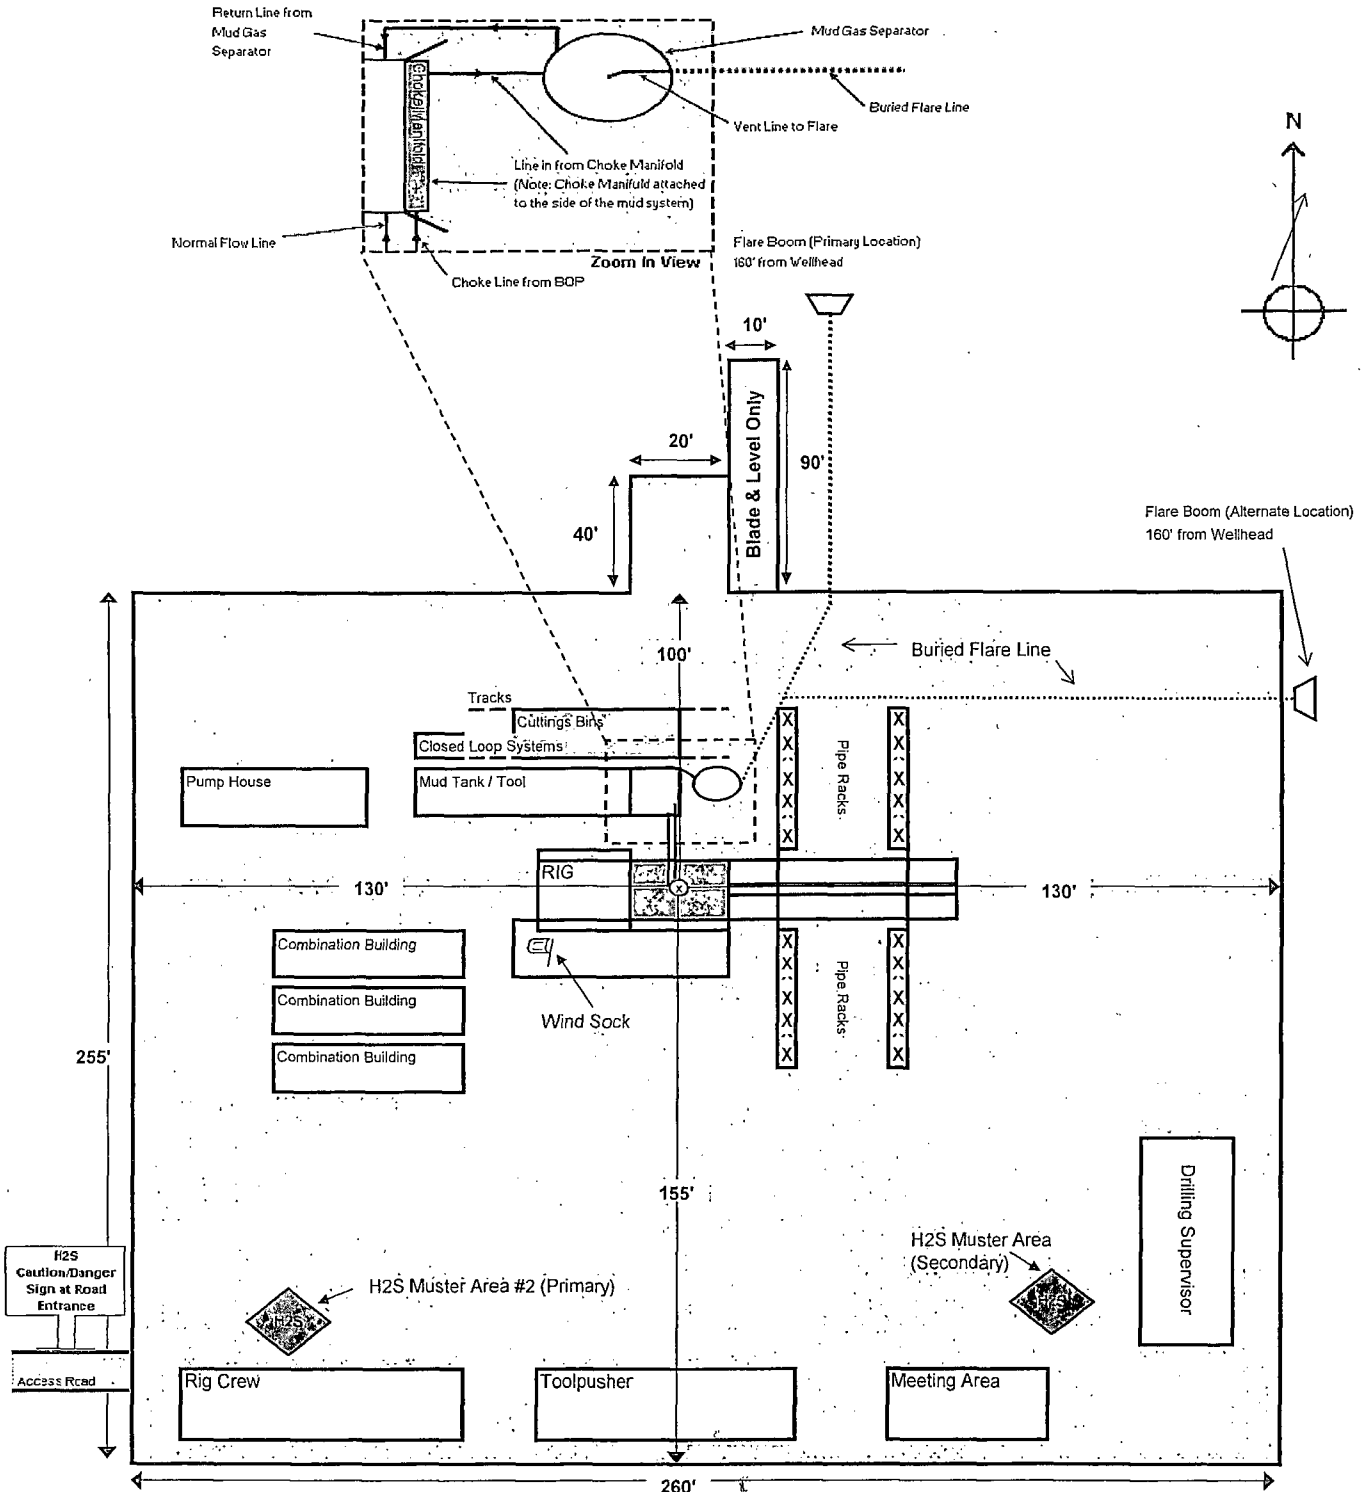 Return Line from
Mud Gas
Separator
Mud Gas Separator
Buried Flare Line
Vent Line to Flare
Choke Manifold
Line in from Choke Manifold
(Note: Choke Manifold attached
to the side of the mud system)
Normal Flow Line
Choke Line from BOP
Zoom In View
N
Flare Boom (Primary Location)
160' from Wellhead
10'
Blade & Level Only
90'
20'
40'
Flare Boom (Alternate Location)
160' from Wellhead
100'
Buried Flare Line
Tracks
Cuttings Bins
Closed Loop Systems
Pump House
Mud Tank / Tool
X
X
X
X
X
Pipe Racks
X
X
X
X
X
RIG
X
130'
130'
Combination Building
Combination Building
Combination Building
Wind Sock
X
X
X
X
X
Pipe Racks
X
X
X
X
X
255'
155'
Drilling Supervisor
H2S
Caution/Danger
Sign at Road
Entrance
Access Road
H2S Muster Area #2 (Primary)
H2S
H2S Muster Area
(Secondary)
H2S
Rig Crew
Toolpusher
Meeting Area
260'